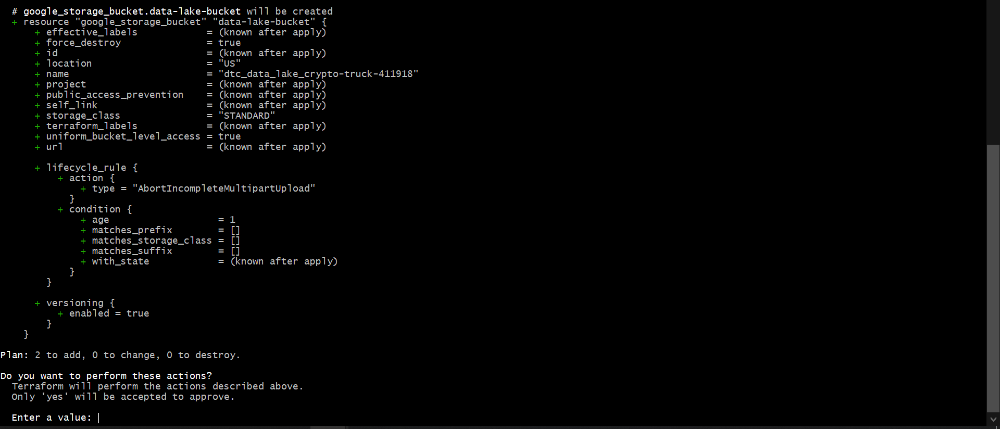 # google_storage_bucket.data-lake-bucket will be created
+ resource "google_storage_bucket" "data-lake-bucket" {
+ effective_labels = (known after apply)
+ force_destroy = true
+ id = (known after apply)
+ location = "US"
+ name = "dtc_data_lake_crypto-truck-411918"
+ project = (known after apply)
+ public_access_prevention = (known after apply)
+ self_link = (known after apply)
+ storage_class = "STANDARD"
+ terraform_labels = (known after apply)
+ uniform_bucket_level_access = true
+ url = (known after apply)
+ lifecycle_rule {
+ action {
+ type = "AbortIncompleteMultipartUpload"
}
+ condition {
+ age = 1
+ matches_prefix = []
+ matches_storage_class = []
+ matches_suffix = []
+ with_state = (known after apply)
}
}
+ versioning {
+ enabled = true
}
}
Plan: 2 to add, 0 to change, 0 to destroy.
Do you want to perform these actions?
Terraform will perform the actions described above.
Only 'yes' will be accepted to approve.
Enter a value: